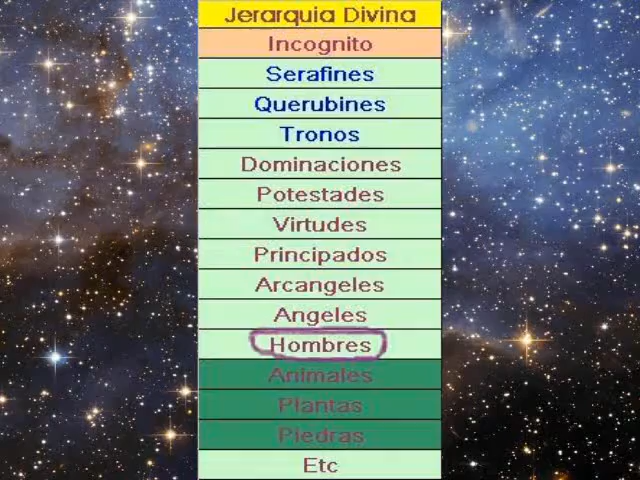 Jerarquia Divina
Incognito
Serafines
Querubines
Tronos
Dominaciones
Potestades
Virtudes
Principados
Arcangeles
Angeles
Hombres
Animales
Plantas
Piedras
Etc